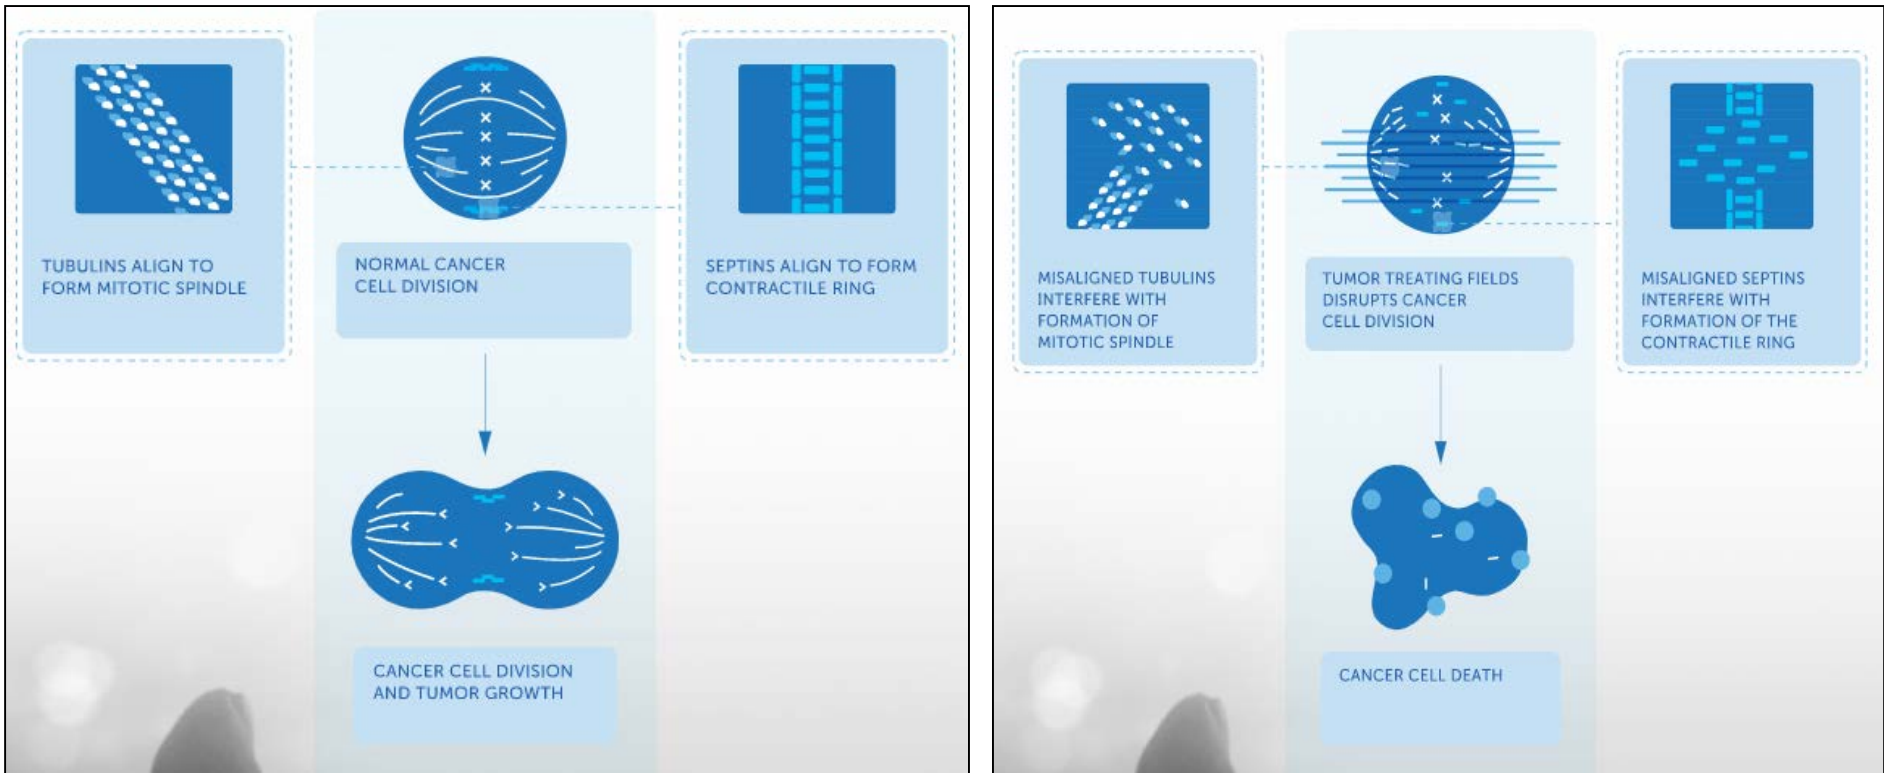 TUBULINS ALIGN TO
FORM MITOTIC SPINDLE
NORMAL CANCER
CELL DIVISION
SEPTINS ALIGN TO FORM
CONTRACTILE RING
CANCER CELL DIVISION
AND TUMOR GROWTH
MISALIGNED TUBULINS
INTERFERE WITH
FORMATION OF
MITOTIC SPINDLE
TUMOR TREATING FIELDS
DISRUPTS CANCER
CELL DIVISION
MISALIGNED SEPTINS
INTERFERE WITH
FORMATION OF THE
CONTRACTILE RING
CANCER CELL DEATH